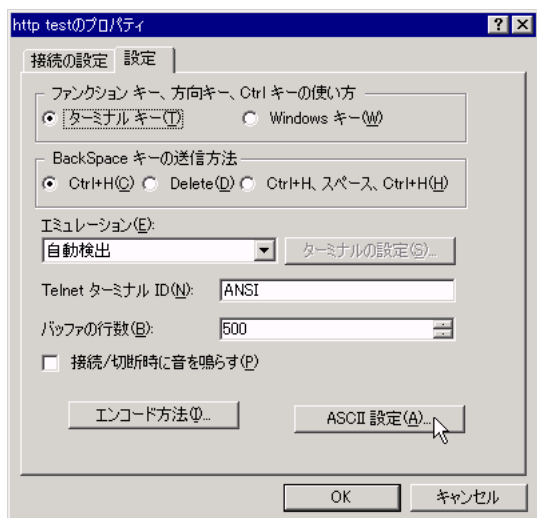 http testのプロパティ
接続の設定 設定
ファンクション キー、方向キー、Ctrl キーの使い方
ターミナル キー(T) Windows キー(W)
BackSpace キーの送信方法
Ctrl+H(C) Delete(D) Ctrl+H、スペース、Ctrl+H(H)
エミュレーション(E):
自動検出 ターミナルの設定(S)...
Telnet ターミナル ID(N): ANSI
バッファの行数(B): 500
接続/切断時に音を鳴らす(P)
エンコード方法(I)... ASCII 設定(A)...
OK キャンセル